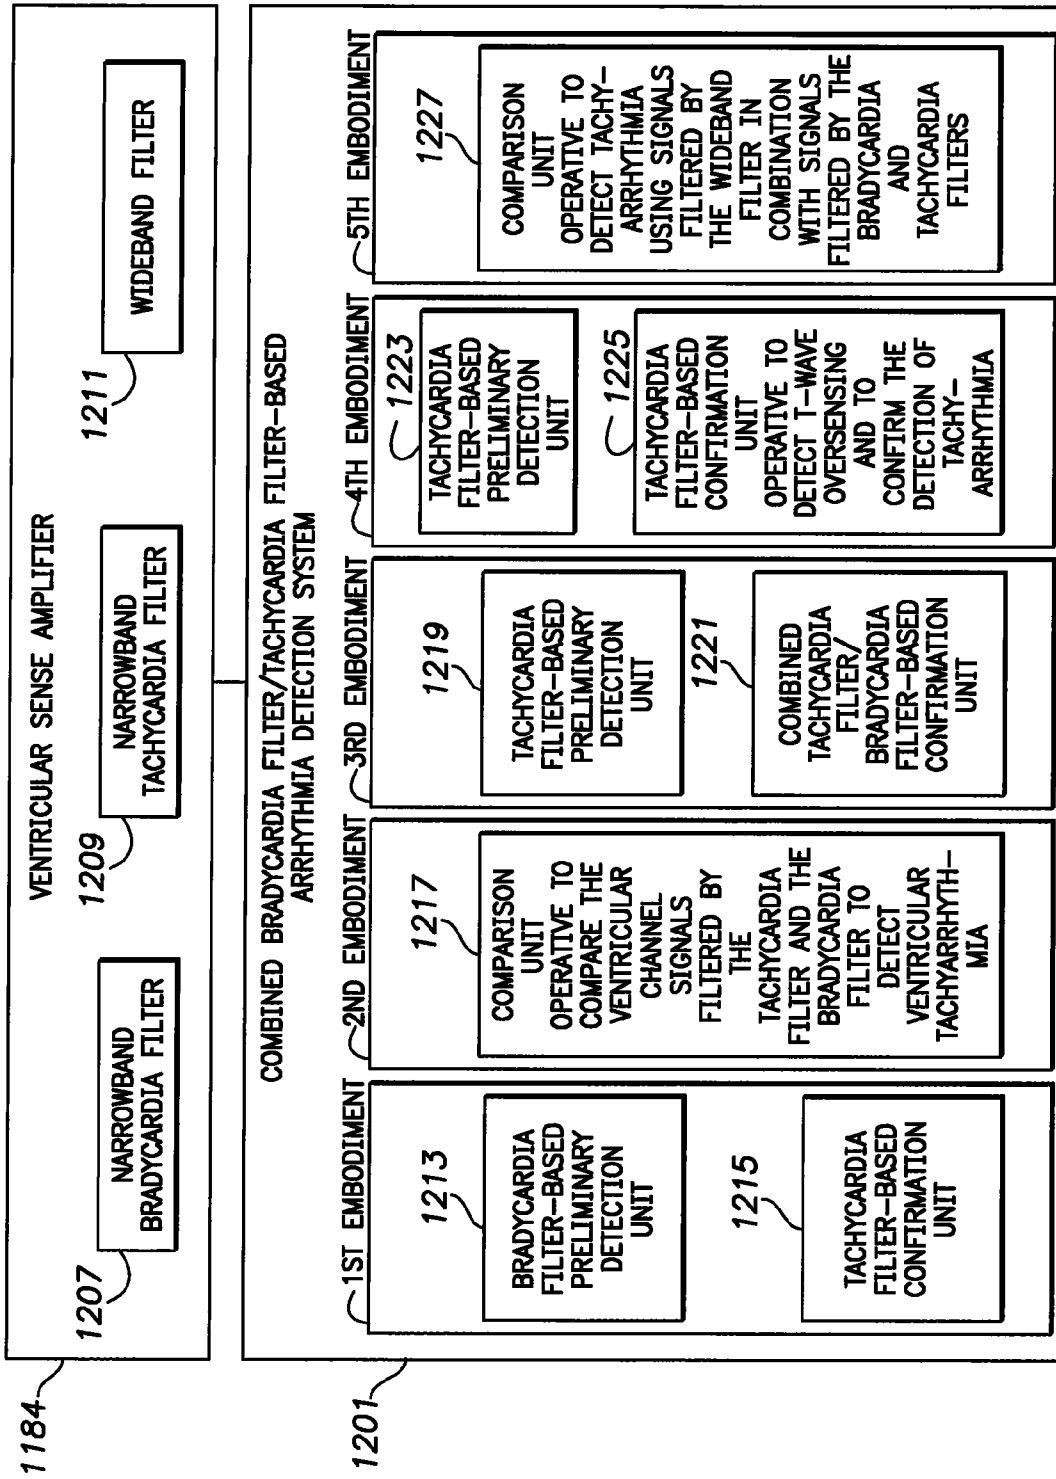 1184
VENTRICULAR SENSE AMPLIFIER
1207
NARROWBAND
BRADYCARDIA FILTER
1209
NARROWBAND
TACHYCARDIA FILTER
1211
WIDEBAND FILTER
1201
COMBINED BRADYCARDIA FILTER/TACHYCARDIA FILTER-BASED
ARRHYTHMIA DETECTION SYSTEM
1ST EMBODIMENT
1213
BRADYCARDIA
FILTER-BASED
PRELIMINARY
DETECTION
UNIT
1215
TACHYCARDIA
FILTER-BASED
CONFIRMATION
UNIT
2ND EMBODIMENT
1217
COMPARISON
UNIT
OPERATIVE TO
COMPARE THE
VENTRICULAR
CHANNEL
SIGNALS
FILTERED BY
THE
TACHYCARDIA
FILTER AND THE
BRADYCARDIA
FILTER TO
DETECT
VENTRICULAR
TACHYARRHYTH-
MIA
3RD EMBODIMENT
1219
TACHYCARDIA
FILTER-BASED
PRELIMINARY
DETECTION
UNIT
1221
COMBINED
TACHYCARDIA
FILTER/
BRADYCARDIA
FILTER-BASED
CONFIRMATION
UNIT
4TH EMBODIMENT
1223
TACHYCARDIA
FILTER-BASED
PRELIMINARY
DETECTION
UNIT
1225
TACHYCARDIA
FILTER-BASED
CONFIRMATION
UNIT
OPERATIVE TO
DETECT T-WAVE
OVERSENSING
AND TO
CONFIRM THE
DETECTION OF
TACHY-
ARRHYTHMIA
5TH EMBODIMENT
1227
COMPARISON
UNIT
OPERATIVE TO
DETECT TACHY-
ARRHYTHMIA
USING SIGNALS
FILTERED BY
THE WIDEBAND
FILTER IN
COMBINATION
WITH SIGNALS
FILTERED BY THE
BRADYCARDIA
AND
TACHYCARDIA
FILTERS